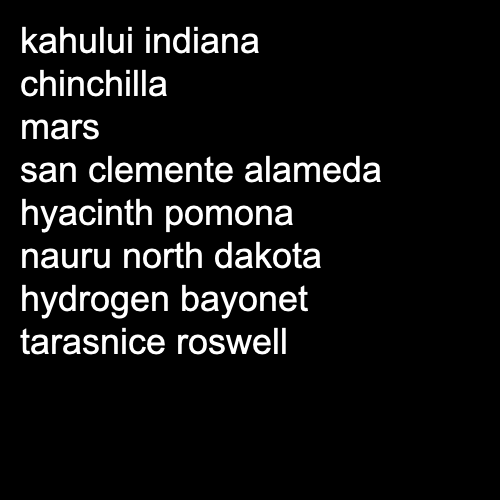 kahului indiana
chinchilla
mars
san clemente alameda
hyacinth pomona
nauru north dakota
hydrogen bayonet
tarasnice roswell